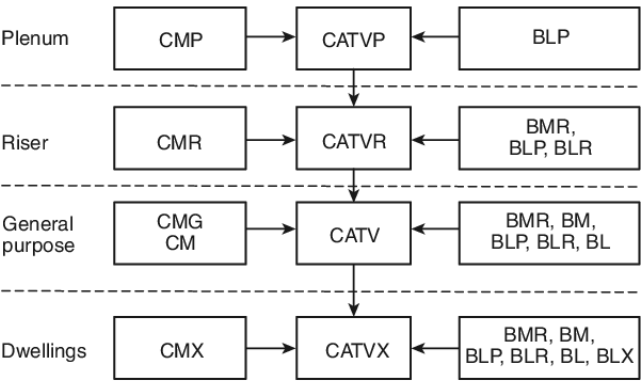 Plenum
CMP
CATVP
BLP
Riser
CMR
CATVR
BMR,
BLP, BLR
General
purpose
CMG
CM
CATV
BMR, BM,
BLP, BLR, BL
Dwellings
CMX
CATVX
BMR, BM,
BLP, BLR, BL, BLX